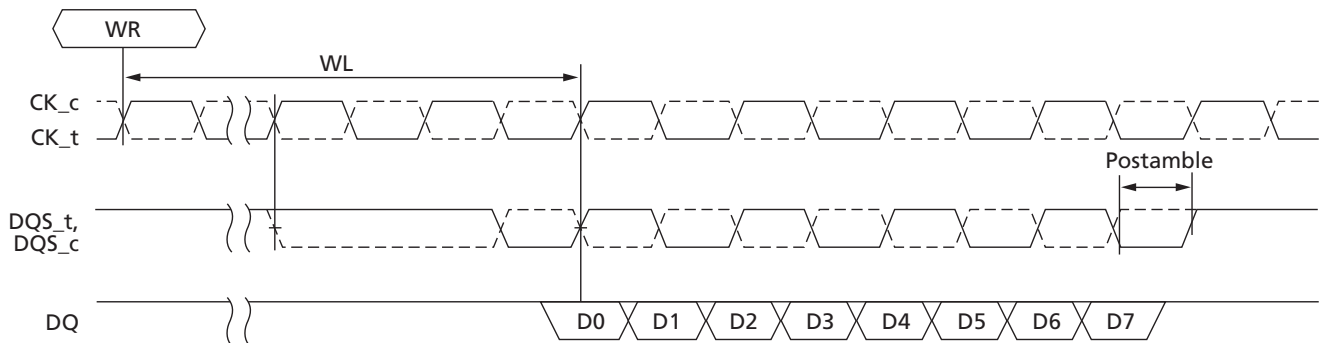 WR
WL
CK_c
CK_t
Postamble
DQS_t,
DQS_c
DQ
D0 D1 D2 D3 D4 D5 D6 D7